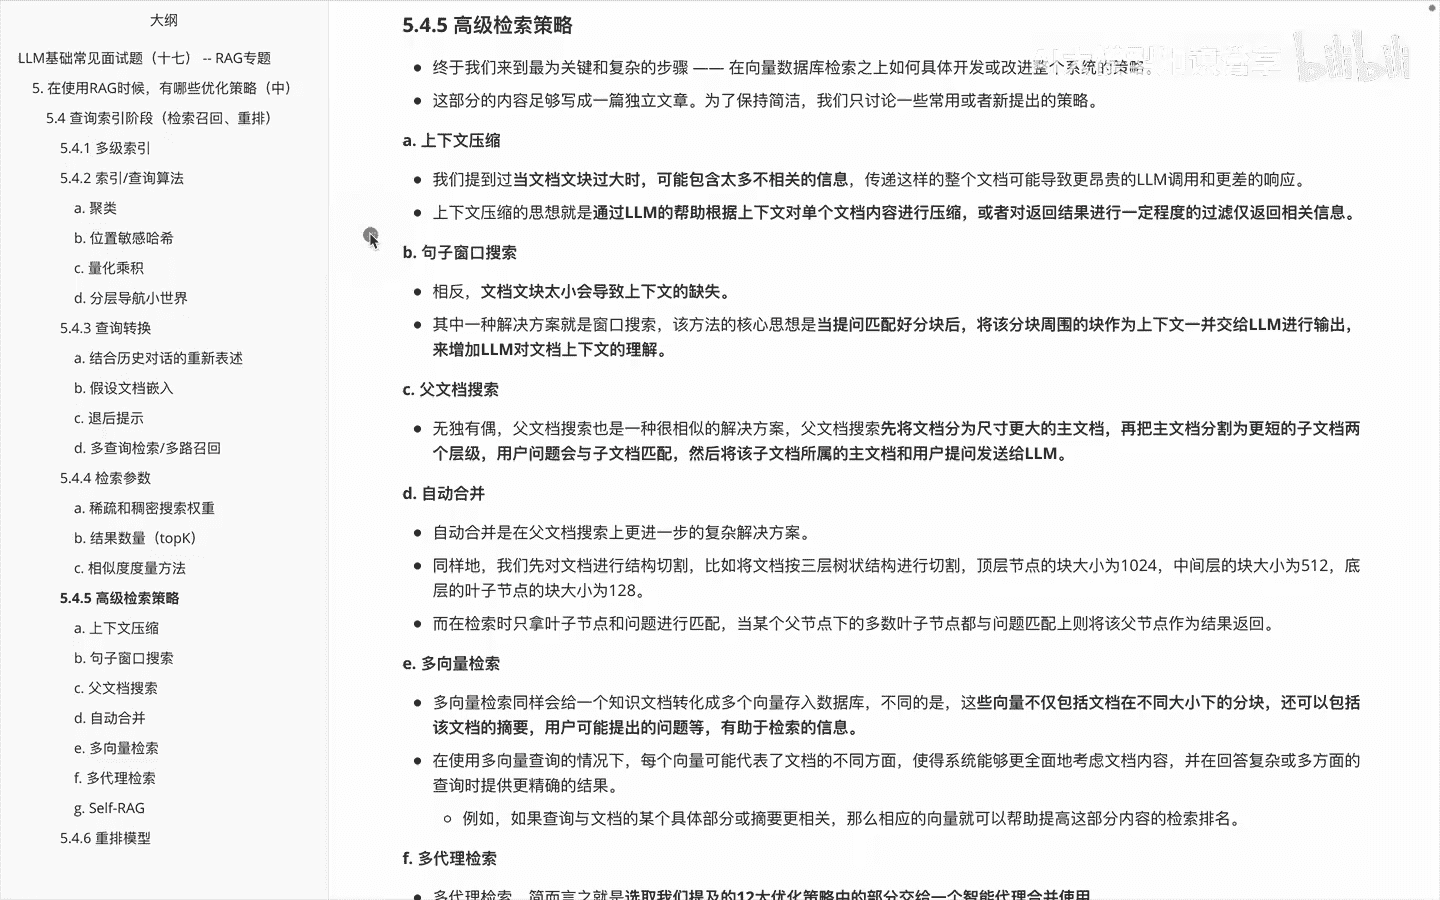 大纲
LLM基础常见面试题（十七） -- RAG专题
5. 在使用RAG时候，有哪些优化策略（中）
5.4 查询索引阶段（检索召回、重排）
5.4.1 多级索引
5.4.2 索引/查询算法
a. 聚类
b. 位置敏感哈希
c. 量化乘积
d. 分层导航小世界
5.4.3 查询转换
a. 结合历史对话的重新表述
b. 假设文档嵌入
c. 退后提示
d. 多查询检索/多路召回
5.4.4 检索参数
a. 稀疏和稠密搜索权重
b. 结果数量（topK）
c. 相似度度量方法
5.4.5 高级检索策略
a. 上下文压缩
b. 句子窗口搜索
c. 父文档搜索
d. 自动合并
e. 多向量检索
f. 多代理检索
g. Self-RAG
5.4.6 重排模型
5.4.5 高级检索策略
● 终于我们来到最为关键和复杂的步骤 —— 在向量数据库检索之上如何具体开发或改进整个系统的策略。
● 这部分的内容足够写成一篇独立文章。为了保持简洁，我们只讨论一些常用或者新提出的策略。
a. 上下文压缩
● 我们提到过当文档文块过大时，可能包含太多不相关的信息，传递这样的整个文档可能导致更昂贵的LLM调用和更差的响应。
● 上下文压缩的思想就是通过LLM的帮助根据上下文对单个文档内容进行压缩，或者对返回结果进行一定程度的过滤仅返回相关信息。
b. 句子窗口搜索
● 相反，文档文块太小会导致上下文的缺失。
● 其中一种解决方案就是窗口搜索，该方法的核心思想是当提问匹配好分块后，将该分块周围的块作为上下文一并交给LLM进行输出，
来增加LLM对文档上下文的理解。
c. 父文档搜索
● 无独有偶，父文档搜索也是一种很相似的解决方案，父文档搜索先将文档分为尺寸更大的主文档，再把主文档分割为更短的子文档两
个层级，用户问题会与子文档匹配，然后将该子文档所属的主文档和用户提问发送给LLM。
d. 自动合并
● 自动合并是在父文档搜索上更进一步的复杂解决方案。
● 同样地，我们先对文档进行结构切割，比如将文档按三层树状结构进行切割，顶层节点的块大小为1024，中间层的块大小为512，底
层的叶子节点的块大小为128。
● 而在检索时只拿叶子节点和问题进行匹配，当某个父节点下的多数叶子节点都与问题匹配上则将该父节点作为结果返回。
e. 多向量检索
● 多向量检索同样会给一个知识文档转化成多个向量存入数据库，不同的是，这些向量不仅包括文档在不同大小下的分块，还可以包括
该文档的摘要，用户可能提出的问题等，有助于检索的信息。
● 在使用多向量查询的情况下，每个向量可能代表了文档的不同方面，使得系统能够更全面地考虑文档内容，并在回答复杂或多方面的
查询时提供更精确的结果。
○ 例如，如果查询与文档的某个具体部分或摘要更相关，那么相应的向量就可以帮助提高这部分内容的检索排名。
f. 多代理检索
● 多代理检索，简而言之就是选取我们提及的12大优化策略中的部分交给一个智能代理合并使用
bilibili